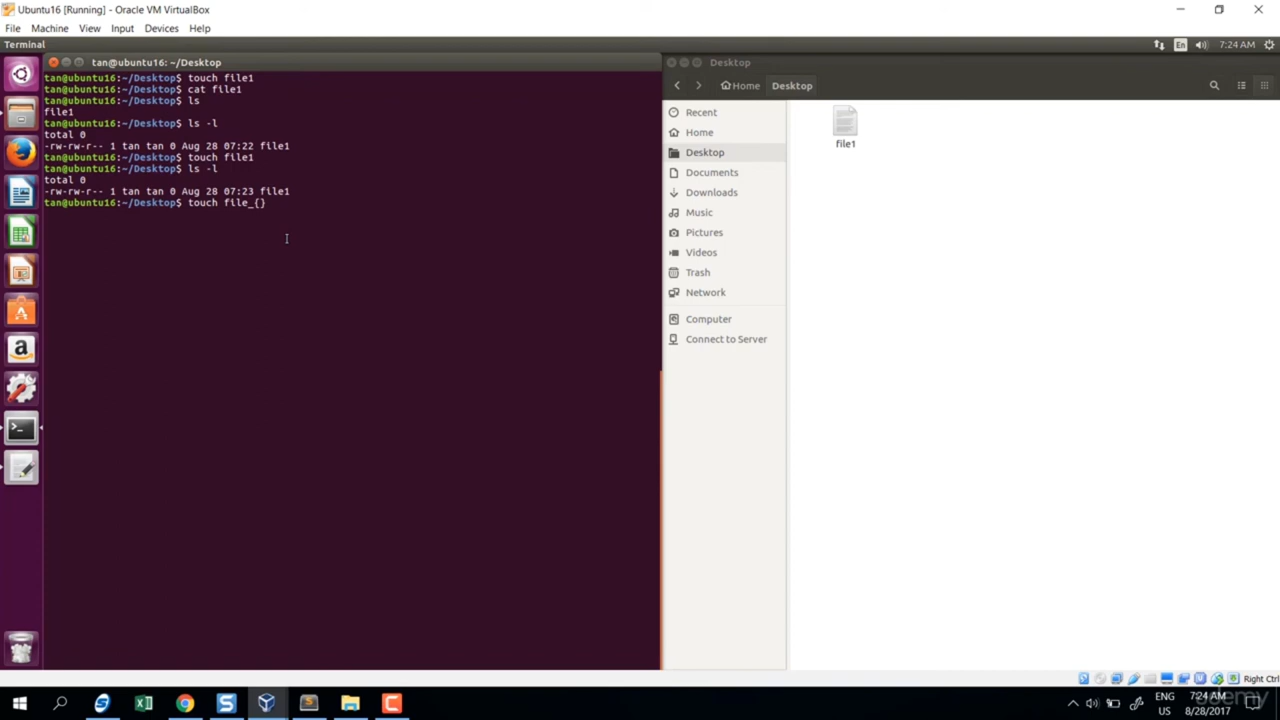 Ubuntu16 [Running] - Oracle VM VirtualBox
File Machine View Input Devices Help
Terminal En 7:24 AM
tan@ubuntu16: ~/Desktop
tan@ubuntu16:~/Desktop$ touch file1
tan@ubuntu16:~/Desktop$ cat file1
tan@ubuntu16:~/Desktop$ ls
file1
tan@ubuntu16:~/Desktop$ ls -l
total 0
-rw-rw-r-- 1 tan tan 0 Aug 28 07:22 file1
tan@ubuntu16:~/Desktop$ touch file1
tan@ubuntu16:~/Desktop$ ls -l
total 0
-rw-rw-r-- 1 tan tan 0 Aug 28 07:23 file1
tan@ubuntu16:~/Desktop$ touch file_{}
Desktop
Home Desktop
Recent
Home
Desktop
Documents
Downloads
Music
Pictures
Videos
Trash
Network
Computer
Connect to Server
file1
Right Ctrl
ENG
US
7:24 AM
8/28/2017
udemy